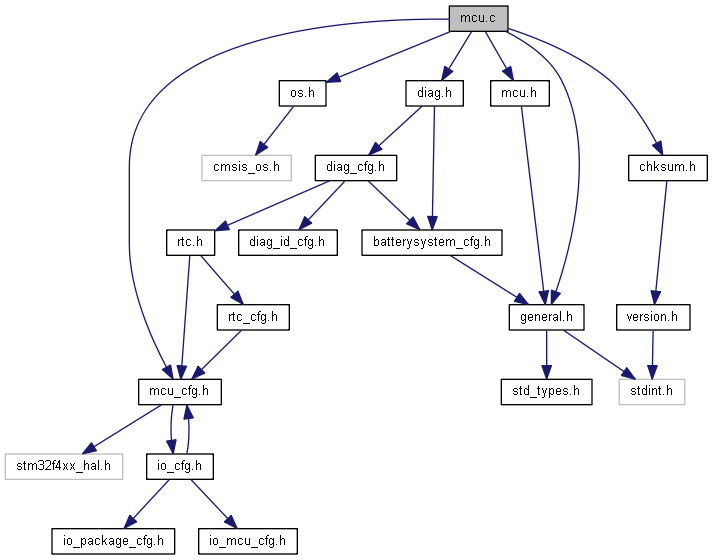 mcu.c
os.h
diag.h
mcu.h
cmsis_os.h
diag_cfg.h
chksum.h
rtc.h
diag_id_cfg.h
batterysystem_cfg.h
rtc_cfg.h
general.h
version.h
mcu_cfg.h
std_types.h
stdint.h
stm32f4xx_hal.h
io_cfg.h
io_package_cfg.h
io_mcu_cfg.h